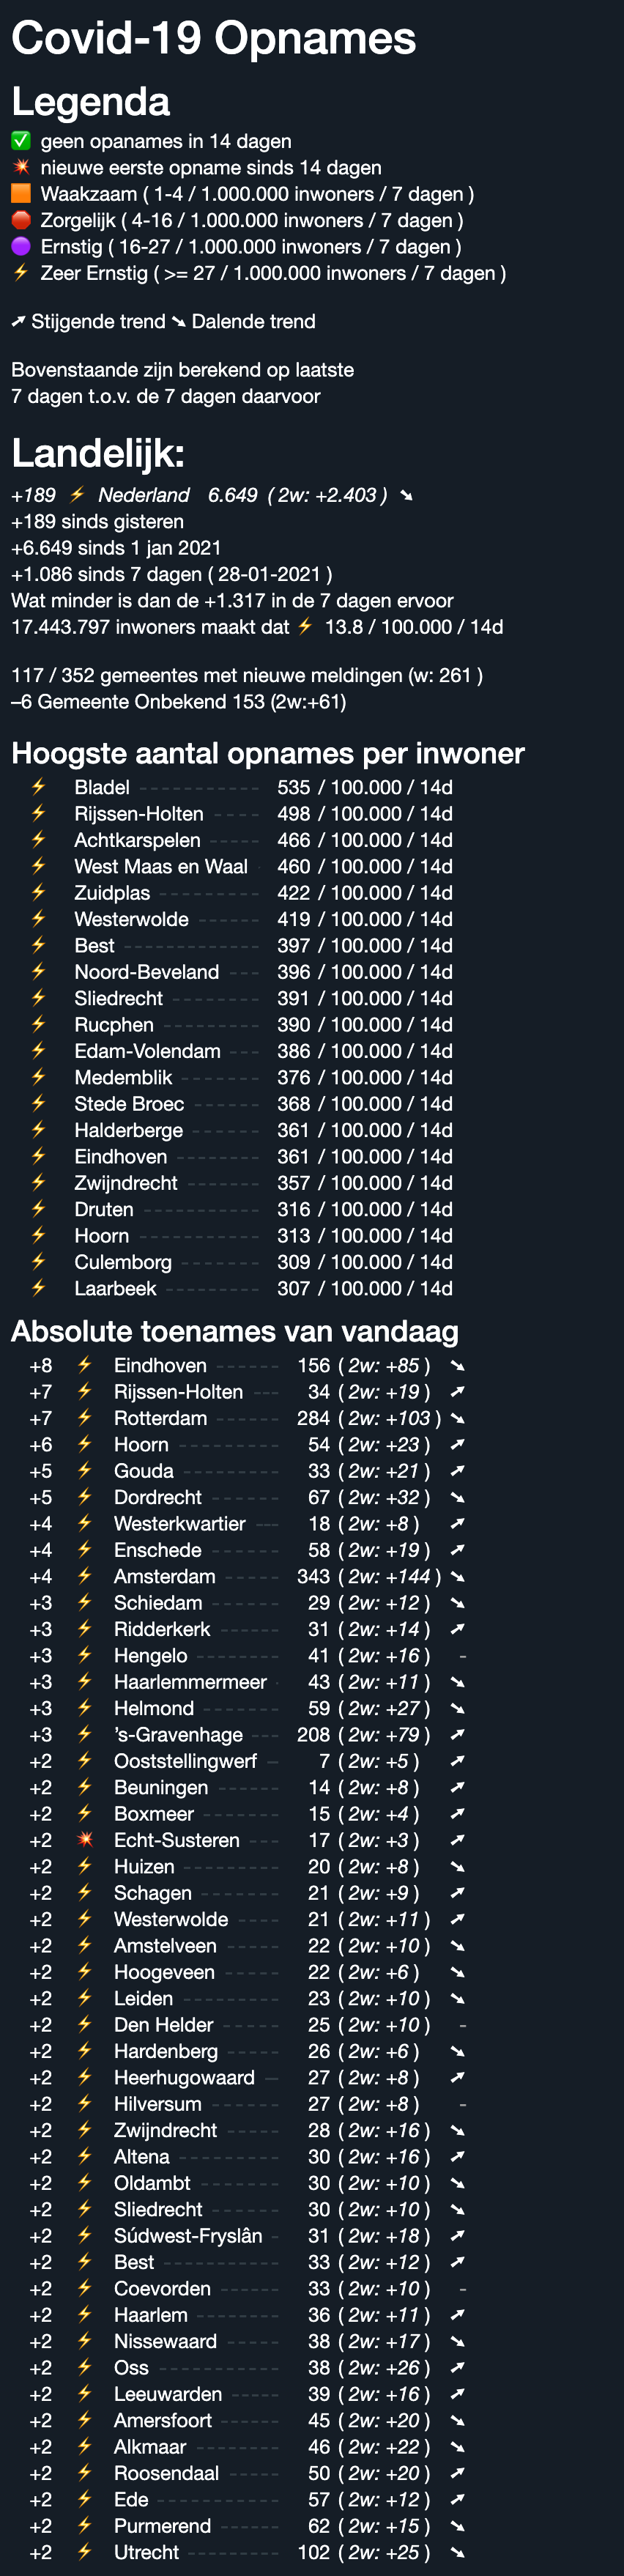 Covid-19 Opnames
Legenda
✅ geen opanames in 14 dagen
💥 nieuwe eerste opname sinds 14 dagen
🟧 Waakzaam ( 1-4 / 1.000.000 inwoners / 7 dagen )
🛑 Zorgelijk ( 4-16 / 1.000.000 inwoners / 7 dagen )
🟣 Ernstig ( 16-27 / 1.000.000 inwoners / 7 dagen )
⚡ Zeer Ernstig ( >= 27 / 1.000.000 inwoners / 7 dagen )
➚ Stijgende trend ➘ Dalende trend
Bovenstaande zijn berekend op laatste
7 dagen t.o.v. de 7 dagen daarvoor
Landelijk:
+189 ⚡ Nederland 6.649 ( 2w: +2.403 ) ➘
+189 sinds gisteren
+6.649 sinds 1 jan 2021
+1.086 sinds 7 dagen ( 28-01-2021 )
Wat minder is dan de +1.317 in de 7 dagen ervoor
17.443.797 inwoners maakt dat ⚡ 13.8 / 100.000 / 14d
117 / 352 gemeentes met nieuwe meldingen (w: 261 )
–6 Gemeente Onbekend 153 (2w:+61)
Hoogste aantal opnames per inwoner
⚡ Bladel 535 / 100.000 / 14d
⚡ Rijssen-Holten 498 / 100.000 / 14d
⚡ Achtkarspelen 466 / 100.000 / 14d
⚡ West Maas en Waal 460 / 100.000 / 14d
⚡ Zuidplas 422 / 100.000 / 14d
⚡ Westerwolde 419 / 100.000 / 14d
⚡ Best 397 / 100.000 / 14d
⚡ Noord-Beveland 396 / 100.000 / 14d
⚡ Sliedrecht 391 / 100.000 / 14d
⚡ Rucphen 390 / 100.000 / 14d
⚡ Edam-Volendam 386 / 100.000 / 14d
⚡ Medemblik 376 / 100.000 / 14d
⚡ Stede Broec 368 / 100.000 / 14d
⚡ Halderberge 361 / 100.000 / 14d
⚡ Eindhoven 361 / 100.000 / 14d
⚡ Zwijndrecht 357 / 100.000 / 14d
⚡ Druten 316 / 100.000 / 14d
⚡ Hoorn 313 / 100.000 / 14d
⚡ Culemborg 309 / 100.000 / 14d
⚡ Laarbeek 307 / 100.000 / 14d
Absolute toenames van vandaag
+8 ⚡ Eindhoven 156 ( 2w: +85 ) ➘
+7 ⚡ Rijssen-Holten 34 ( 2w: +19 ) ➚
+7 ⚡ Rotterdam 284 ( 2w: +103 ) ➘
+6 ⚡ Hoorn 54 ( 2w: +23 ) ➚
+5 ⚡ Gouda 33 ( 2w: +21 ) ➚
+5 ⚡ Dordrecht 67 ( 2w: +32 ) ➘
+4 ⚡ Westerkwartier 18 ( 2w: +8 ) ➚
+4 ⚡ Enschede 58 ( 2w: +19 ) ➚
+4 ⚡ Amsterdam 343 ( 2w: +144 ) ➘
+3 ⚡ Schiedam 29 ( 2w: +12 ) ➘
+3 ⚡ Ridderkerk 31 ( 2w: +14 ) ➚
+3 ⚡ Hengelo 41 ( 2w: +16 ) -
+3 ⚡ Haarlemmermeer 43 ( 2w: +11 ) ➘
+3 ⚡ Helmond 59 ( 2w: +27 ) ➘
+3 ⚡ ’s-Gravenhage 208 ( 2w: +79 ) ➚
+2 ⚡ Ooststellingwerf 7 ( 2w: +5 ) ➚
+2 ⚡ Beuningen 14 ( 2w: +8 ) ➚
+2 ⚡ Boxmeer 15 ( 2w: +4 ) ➚
+2 💥 Echt-Susteren 17 ( 2w: +3 ) ➚
+2 ⚡ Huizen 20 ( 2w: +8 ) ➘
+2 ⚡ Schagen 21 ( 2w: +9 ) ➚
+2 ⚡ Westerwolde 21 ( 2w: +11 ) ➚
+2 ⚡ Amstelveen 22 ( 2w: +10 ) ➘
+2 ⚡ Hoogeveen 22 ( 2w: +6 ) ➘
+2 ⚡ Leiden 23 ( 2w: +10 ) ➘
+2 ⚡ Den Helder 25 ( 2w: +10 ) -
+2 ⚡ Hardenberg 26 ( 2w: +6 ) ➘
+2 ⚡ Heerhugowaard 27 ( 2w: +8 ) ➚
+2 ⚡ Hilversum 27 ( 2w: +8 ) -
+2 ⚡ Zwijndrecht 28 ( 2w: +16 ) ➘
+2 ⚡ Altena 30 ( 2w: +16 ) ➚
+2 ⚡ Oldambt 30 ( 2w: +10 ) ➘
+2 ⚡ Sliedrecht 30 ( 2w: +10 ) ➘
+2 ⚡ Súdwest-Fryslân 31 ( 2w: +18 ) ➚
+2 ⚡ Best 33 ( 2w: +12 ) ➚
+2 ⚡ Coevorden 33 ( 2w: +10 ) -
+2 ⚡ Haarlem 36 ( 2w: +11 ) ➚
+2 ⚡ Nissewaard 38 ( 2w: +17 ) ➘
+2 ⚡ Oss 38 ( 2w: +26 ) ➚
+2 ⚡ Leeuwarden 39 ( 2w: +16 ) ➚
+2 ⚡ Amersfoort 45 ( 2w: +20 ) ➘
+2 ⚡ Alkmaar 46 ( 2w: +22 ) ➘
+2 ⚡ Roosendaal 50 ( 2w: +20 ) ➚
+2 ⚡ Ede 57 ( 2w: +12 ) ➚
+2 ⚡ Purmerend 62 ( 2w: +15 ) ➘
+2 ⚡ Utrecht 102 ( 2w: +25 ) ➘